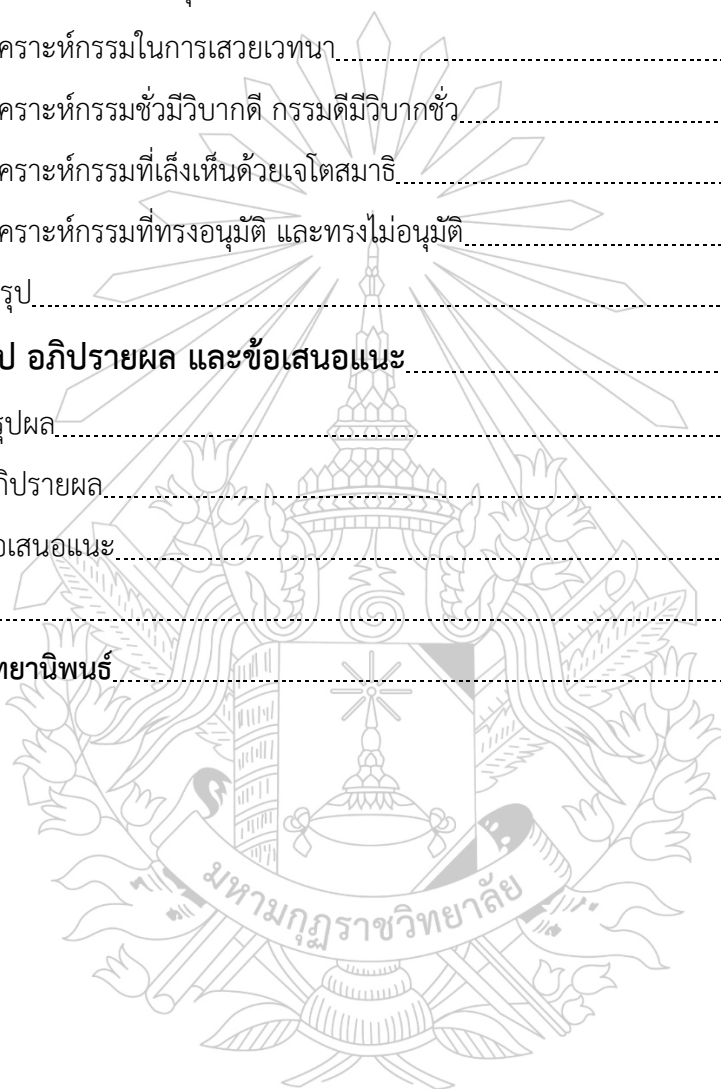 เคราะห์กรรมในการเสวยเวทนา
เคราะห์กรรมชั่วมีวิบากดี กรรมดีมีวิบากชั่ว
เคราะห์กรรมที่เล็งเห็นด้วยเจโตสมาธิ
เคราะห์กรรมที่ทรงอนุมัติ และทรงไม่อนุมัติ
รุป
ป อภิปรายผล และข้อเสนอแนะ
รุปผล
ภิปรายผล
อเสนอแนะ
ทยานิพนธ์
มหามกุฏราชวิทยาลัย